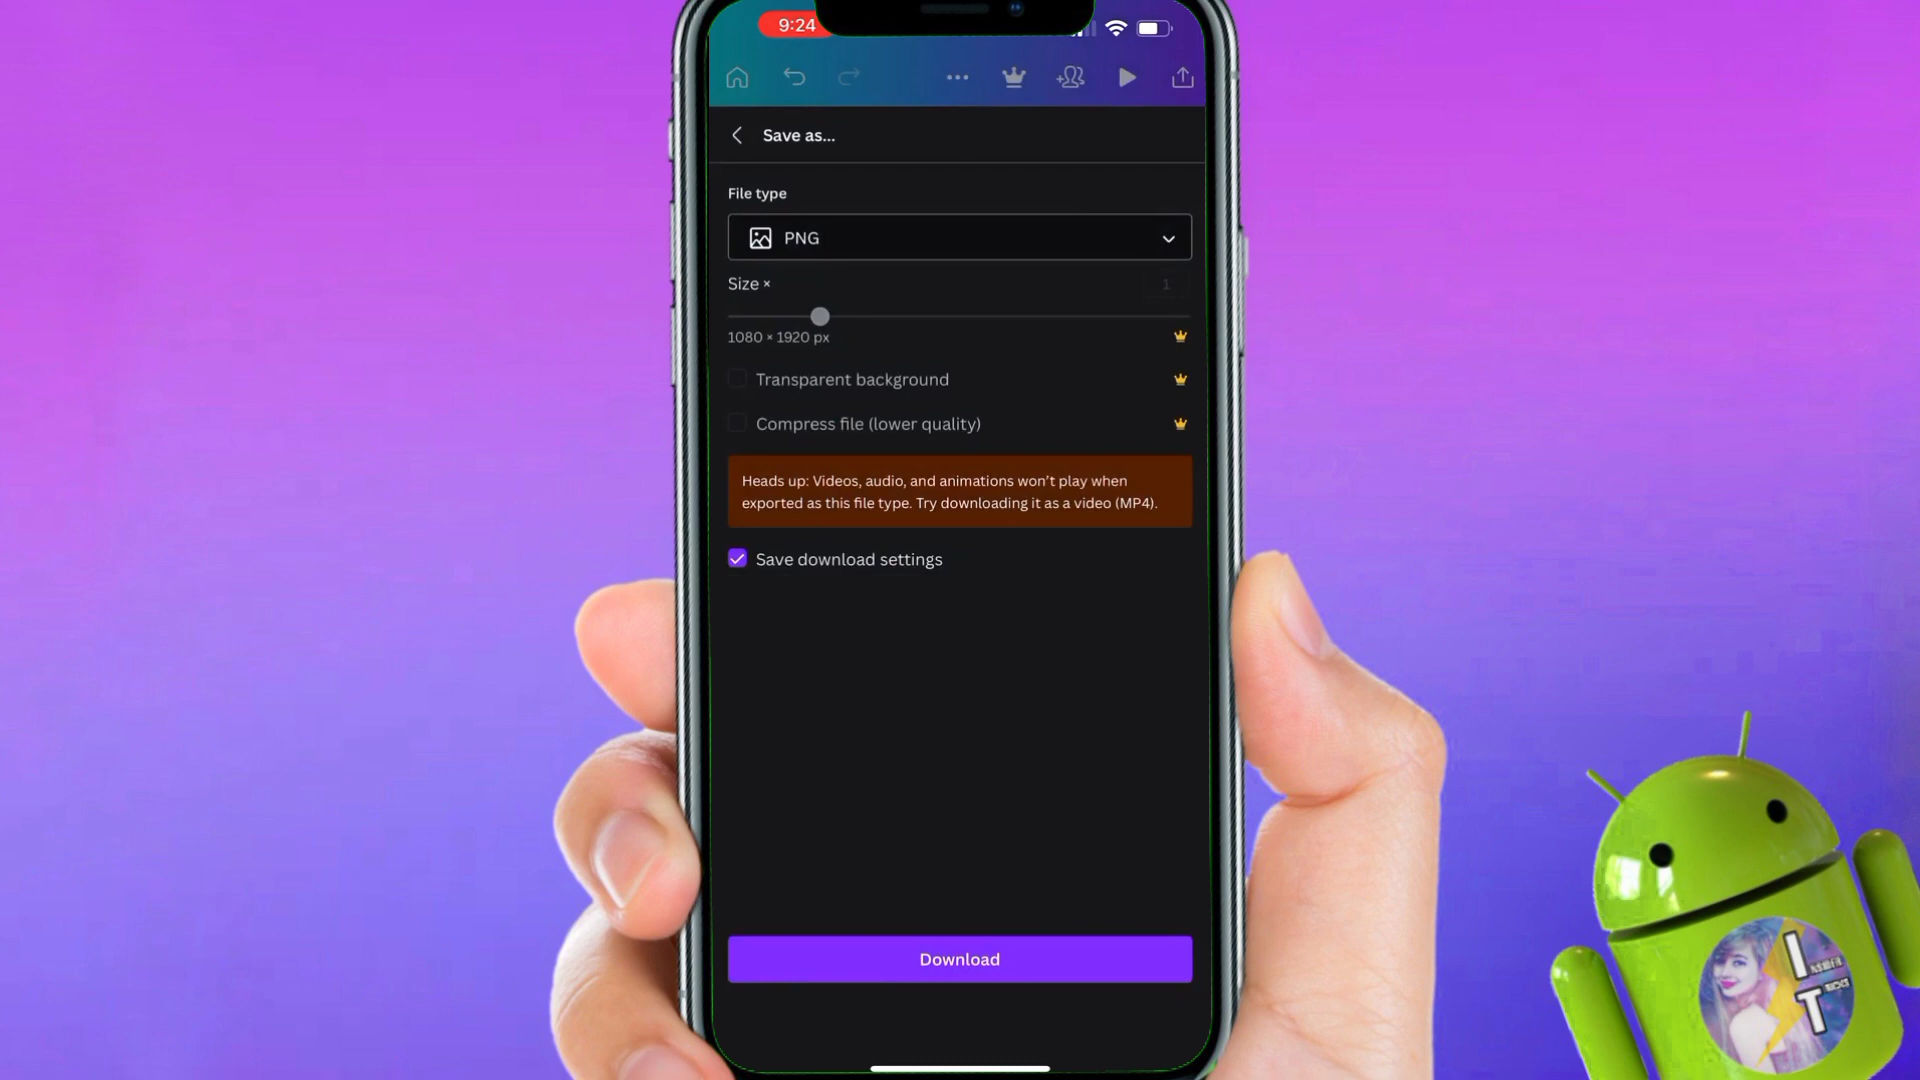 9:24
Save as...
File type
PNG
Size ×
1
1080 × 1920 px
Transparent background
Compress file (lower quality)
Heads up: Videos, audio, and animations won't play when
exported as this file type. Try downloading it as a video (MP4).
Save download settings
Download
I
T